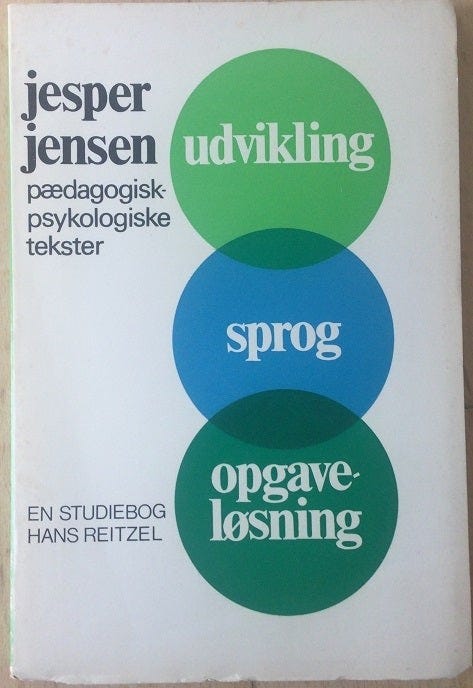 jesper
jensen
pædagogisk-
psykologiske
tekster
udvikling
sprog
opgave-
løsning
EN STUDIEBOG
HANS REITZEL